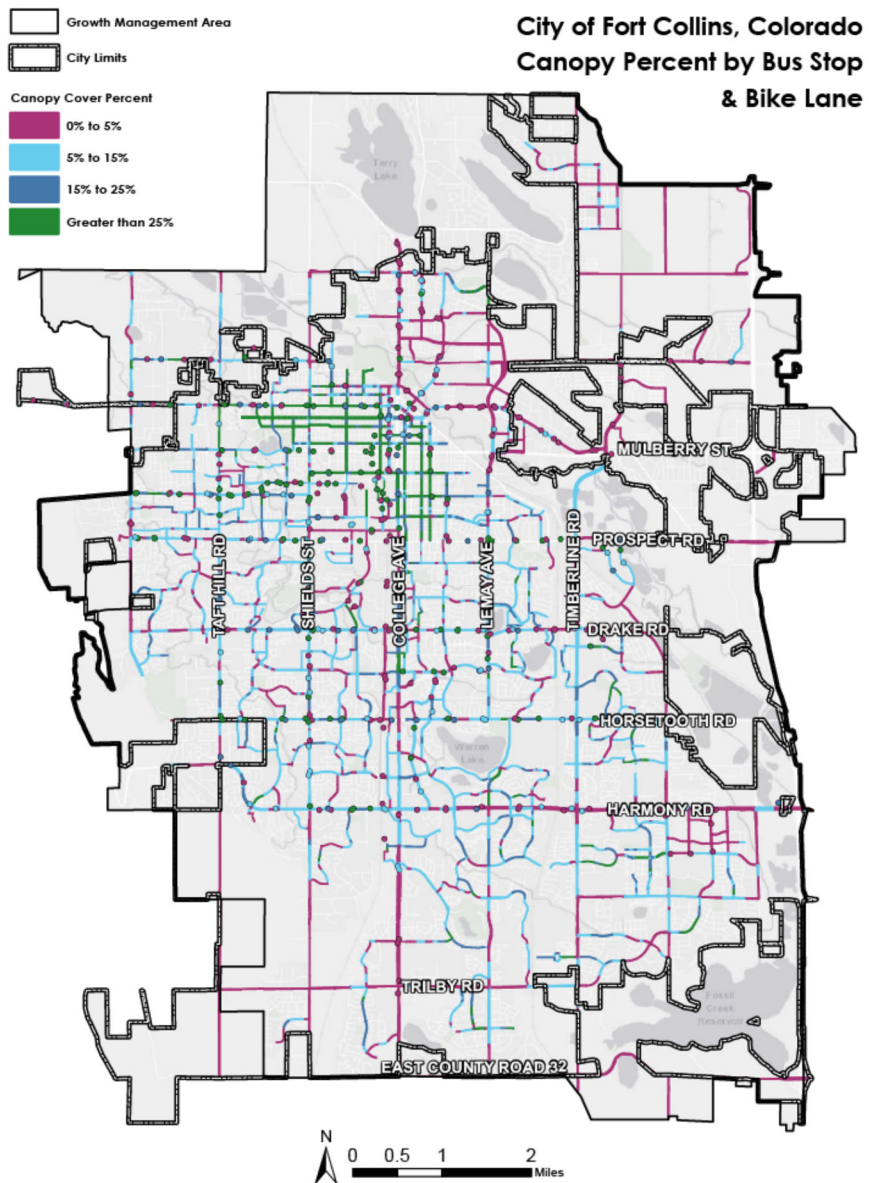 Growth Management Area
City Limits
Canopy Cover Percent
0% to 5%
5% to 15%
15% to 25%
Greater than 25%
City of Fort Collins, Colorado
Canopy Percent by Bus Stop
& Bike Lane
Terry
Lake
MULBERRY ST
PROSPECT RD
TAFT HILL RD
SHIELDS ST
COLLEGE AVE
LEMAY AVE
TIMBERLINE RD
DRAKE RD
HORSETOOTH RD
Warren
Lake
HARMONY RD
TRILBY RD
Fossil
Creek
Reservoir
EAST COUNTY ROAD 32
N
0 0.5 1 2
Miles